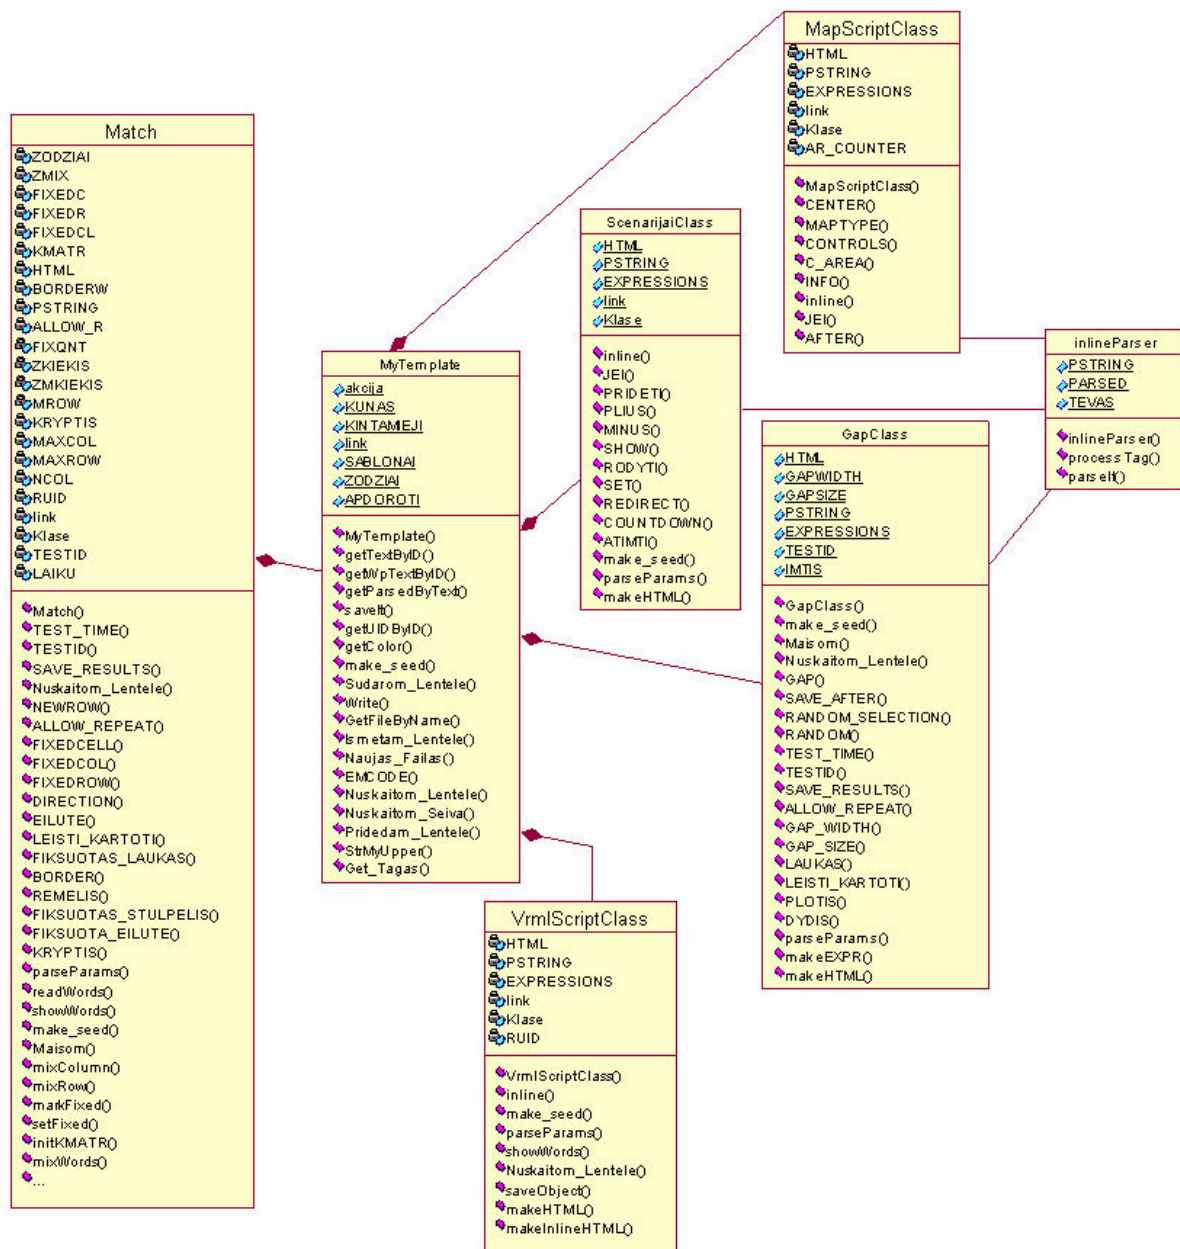 Match
ZODZIAI
ZMIX
FIXEDC
FIXEDR
FIXEDCL
KMATR
HTML
BORDERW
PSTRING
ALLOW_R
FIXQNT
ZKIEKIS
ZMKIEKIS
MROW
KRYPTIS
MAXCOL
MAXROW
NCOL
RUID
link
Klase
TESTID
LAIKU
Match()
TEST_TIME()
TESTID()
SAVE_RESULTS()
Nuskaitom_Lentele()
NEWROW()
ALLOW_REPEAT()
FIXEDCELL()
FIXEDCOL()
FIXEDROW()
DIRECTION()
EILUTE()
LEISTI_KARTOTI()
FIKSUOTAS_LAUKAS()
BORDER()
REMELIS()
FIKSUOTAS_STULPELIS()
FIKSUOTA_EILUTE()
KRYPTIS()
parseParams()
readWords()
showWords()
make_seed()
Maisom()
mixColumn()
mixRow()
markFixed()
setFixed()
initKMATR()
mixWords()
...
MyTemplate
akcija
KUNAS
KINTAMIEJI
link
SABLONAI
ZODZIAI
APDOROTI
MyTemplate()
getTextByID()
getWpTextByID()
getParsedByText()
saveIt()
getUIDByID()
getColor()
make_seed()
Sudarom_Lentele()
Write()
GetFileByName()
Ismetam_Lentele()
Naujas_Failas()
EMCODE()
Nuskaitom_Lentele()
Nuskaitom_Seiva()
Pridedam_Lentele()
StrMyUpper()
Get_Tagas()
ScenarijaiClass
HTML
PSTRING
EXPRESSIONS
link
Klase
inline()
JEI()
PRIDETI()
PLIUS()
MINUS()
SHOW()
RODYTI()
SET()
REDIRECT()
COUNTDOWN()
ATIMTI()
make_seed()
parseParams()
makeHTML()
VrmlScriptClass
HTML
PSTRING
EXPRESSIONS
link
Klase
RUID
VrmlScriptClass()
inline()
make_seed()
parseParams()
showWords()
Nuskaitom_Lentele()
saveObject()
makeHTML()
makeInlineHTML()
MapScriptClass
HTML
PSTRING
EXPRESSIONS
link
Klase
AR_COUNTER
MapScriptClass()
CENTER()
MAPTYPE()
CONTROLS()
C_AREA()
INFO()
inline()
JEI()
AFTER()
GapClass
HTML
GAPWIDTH
GAPSIZE
PSTRING
EXPRESSIONS
TESTID
IMTIS
GapClass()
make_seed()
Maisom()
Nuskaitom_Lentele()
GAP()
SAVE_AFTER()
RANDOM_SELECTION()
RANDOM()
TEST_TIME()
TESTID()
SAVE_RESULTS()
ALLOW_REPEAT()
GAP_WIDTH()
GAP_SIZE()
LAUKAS()
LEISTI_KARTOTI()
PLOTIS()
DYDIS()
parseParams()
makeEXPR()
makeHTML()
inlineParser
PSTRING
PARSED
TEVAS
inlineParser()
processTag()
parseIt()